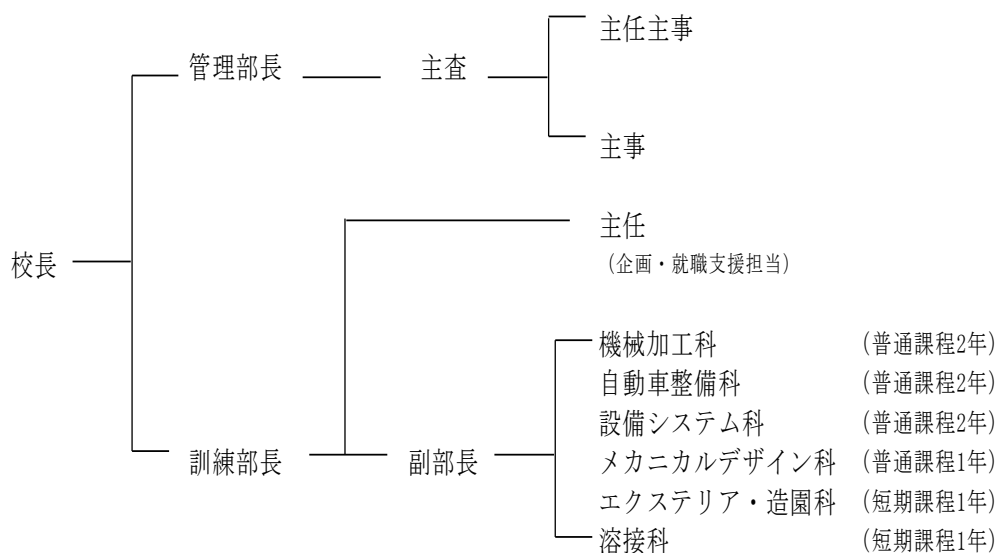 主任主事
管理部長
主査
主事
主任
(企画・就職支援担当)
校長
機械加工科 (普通課程2年)
自動車整備科 (普通課程2年)
設備システム科 (普通課程2年)
訓練部長
副部長
メカニカルデザイン科 (普通課程1年)
エクステリア・造園科 (短期課程1年)
溶接科 (短期課程1年)